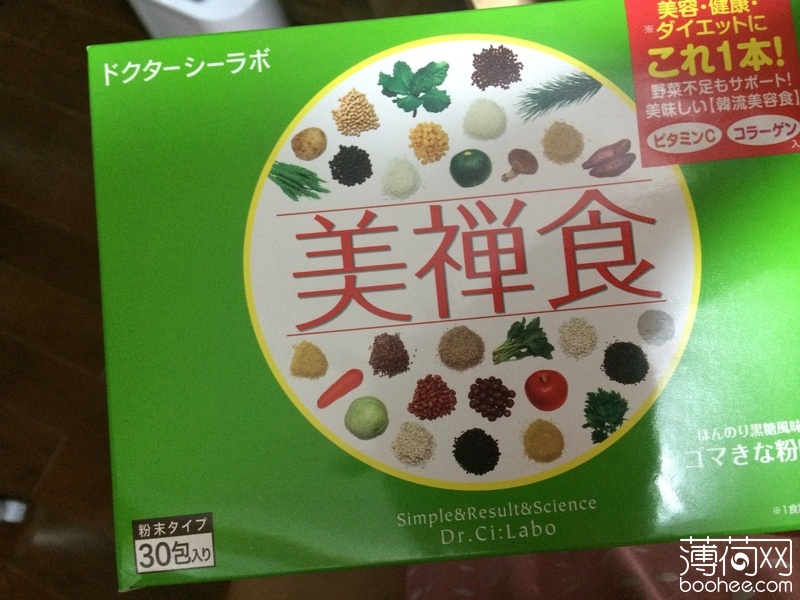 ドクターシーラボ
美容・健康・
※ダイエットに
これ1本!
野菜不足もサポート!
美味しい【韓流美容食】
ビタミンC
コラーゲン
美禅食
ほんのり黒糖風味
ゴマきな粉
粉末タイプ
30包入り
Simple&Result&Science
Dr.Ci:Labo
※1食
薄荷网
boohee.com